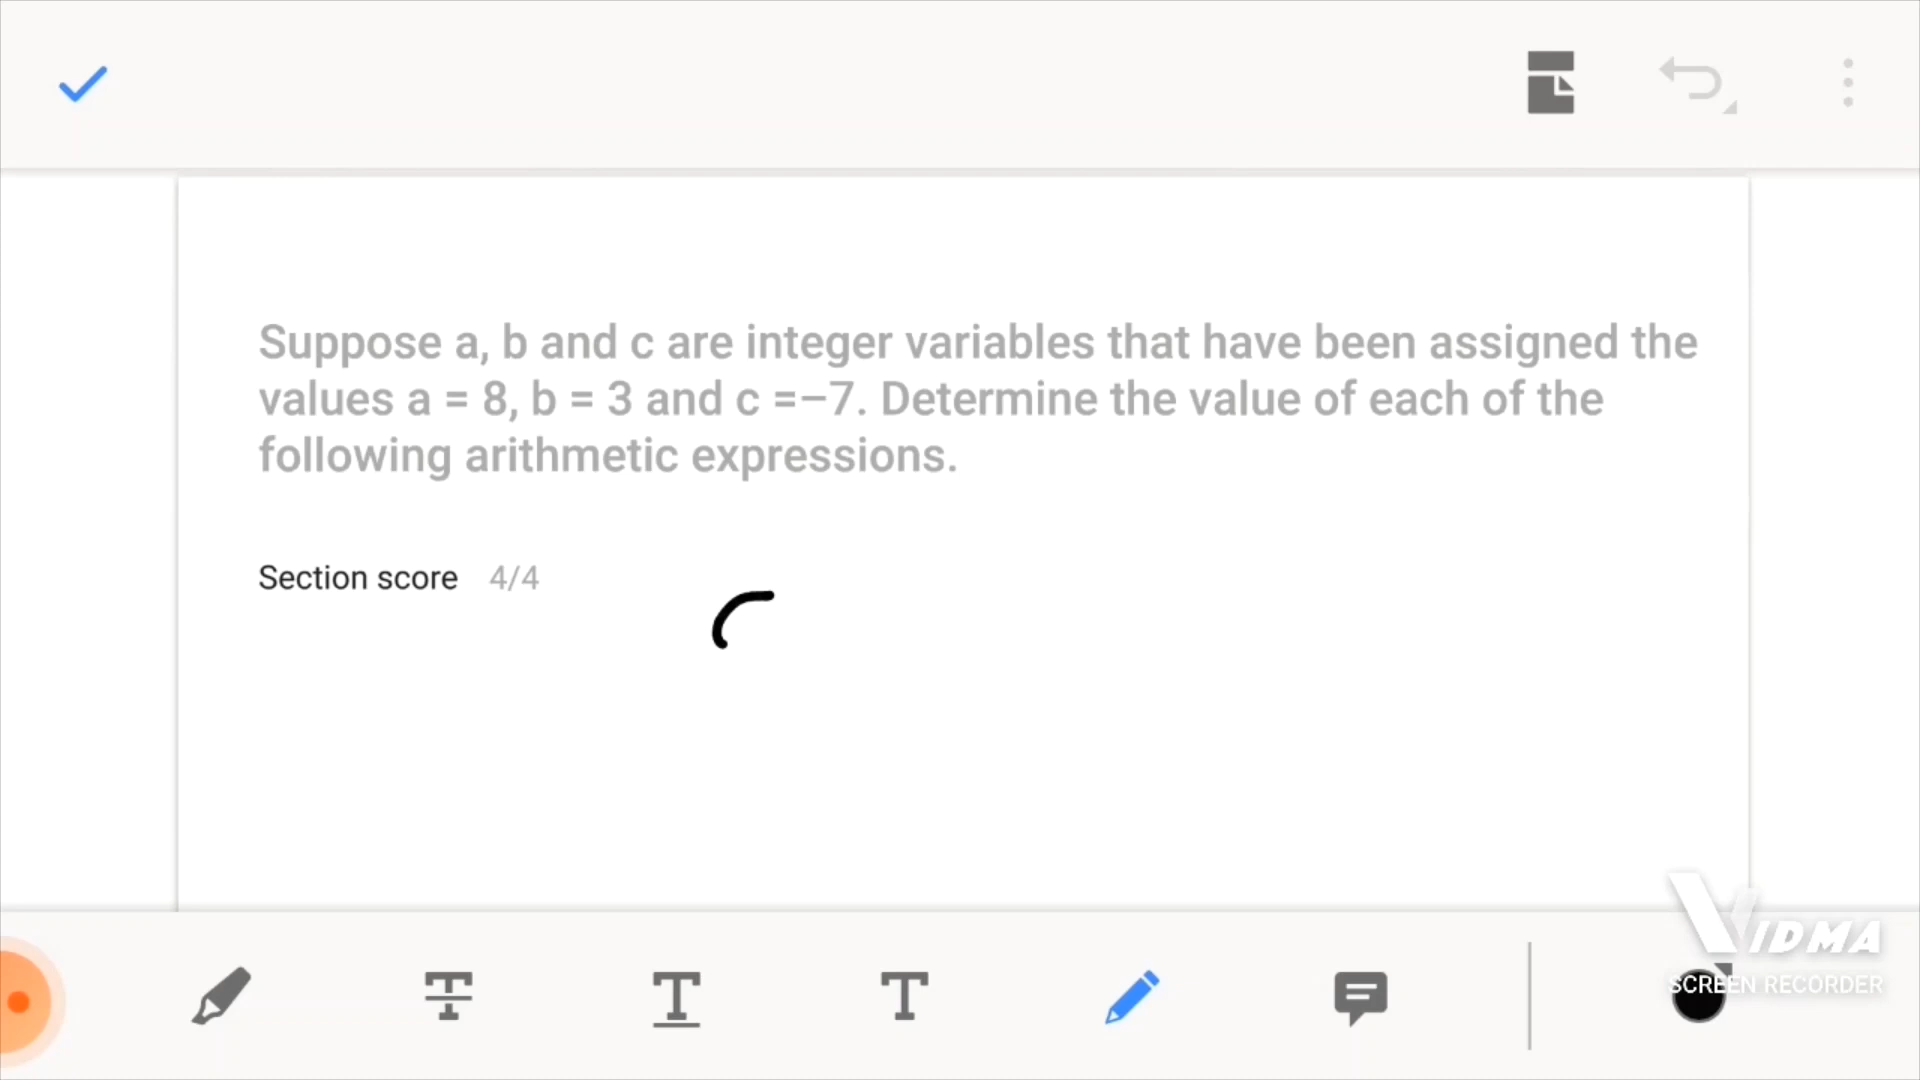 Suppose a, b and c are integer variables that have been assigned the
values a = 8, b = 3 and c =−7. Determine the value of each of the
following arithmetic expressions.
Section score 4/4
VIDMA
SCREEN RECORDER